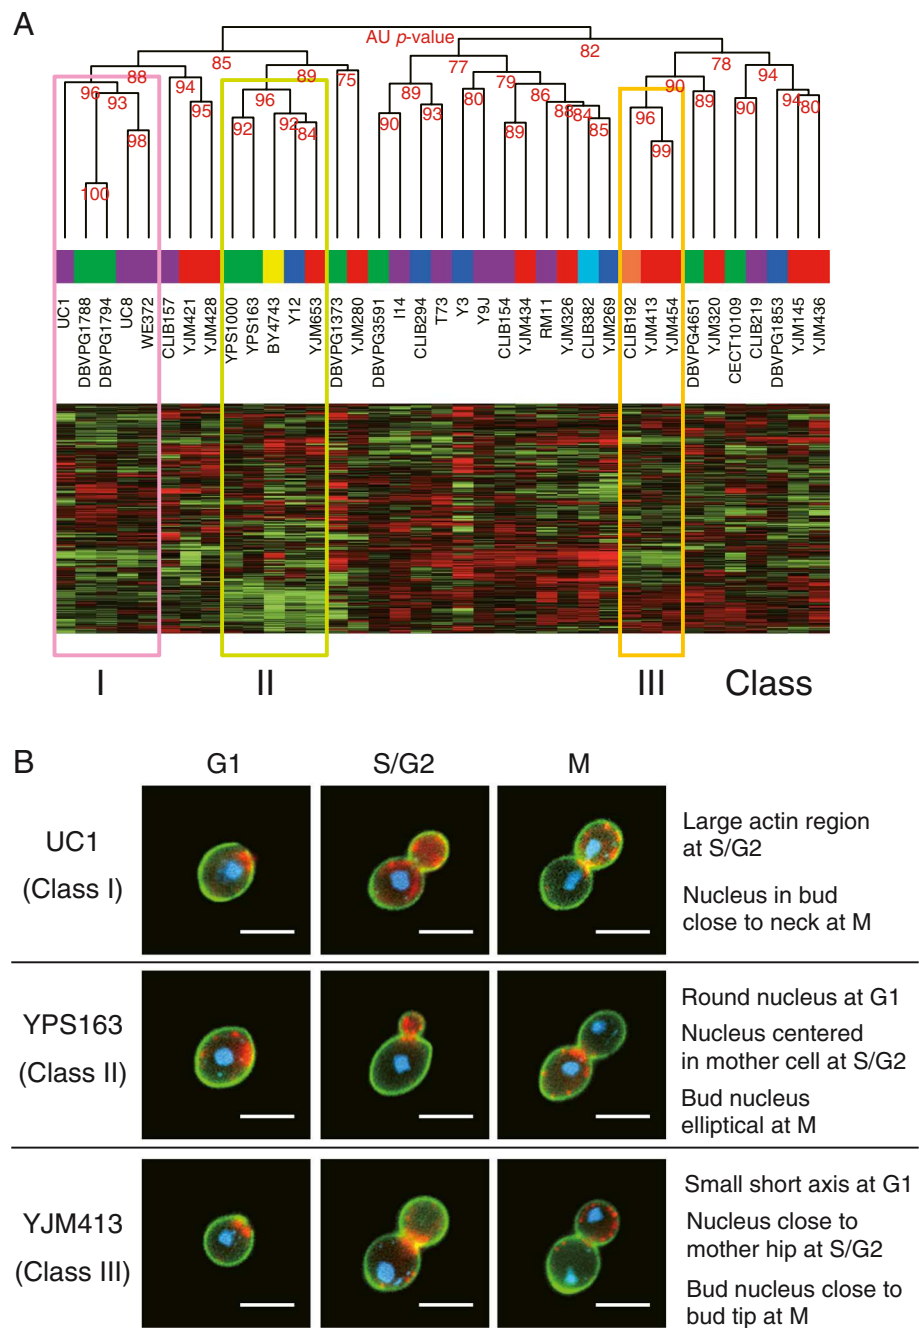 A
AU p-value
85
82
88
89
75
77
78
96
94
79
90
94
93
95
96
89
80
86
89
90
94
80
98
92
92
84
90
93
89
88
84
85
96
99
100
UC1
DBVPG1788
DBVPG1794
UC8
WE372
CLIB157
YJM421
YJM428
YPS1000
YPS163
BY4743
Y12
YJM653
DBVPG1373
YJM280
DBVPG3591
I14
CLIB294
T73
Y3
Y9J
CLIB154
YJM434
RM11
YJM326
CLIB382
YJM269
CLIB192
YJM413
YJM454
DBVPG4651
YJM320
CECT10109
CLIB219
DBVPG1853
YJM145
YJM436
I II III Class
B
G1 S/G2 M
UC1
(Class I)
Large actin region
at S/G2
Nucleus in bud
close to neck at M
YPS163
(Class II)
Round nucleus at G1
Nucleus centered
in mother cell at S/G2
Bud nucleus
elliptical at M
YJM413
(Class III)
Small short axis at G1
Nucleus close to
mother hip at S/G2
Bud nucleus close to
bud tip at M